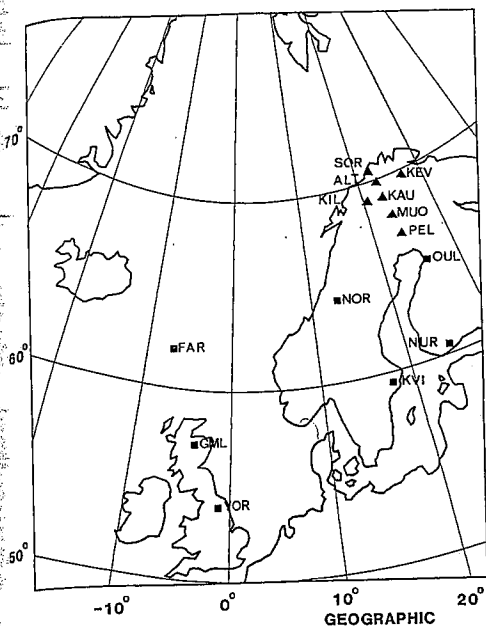 70°
SOR
ALT
KEV
KIL
KAU
MUO
PEL
OUL
NOR
FAR
NUR
60°
KVI
GML
YOR
50°
-10°
0°
10°
20°
GEOGRAPHIC